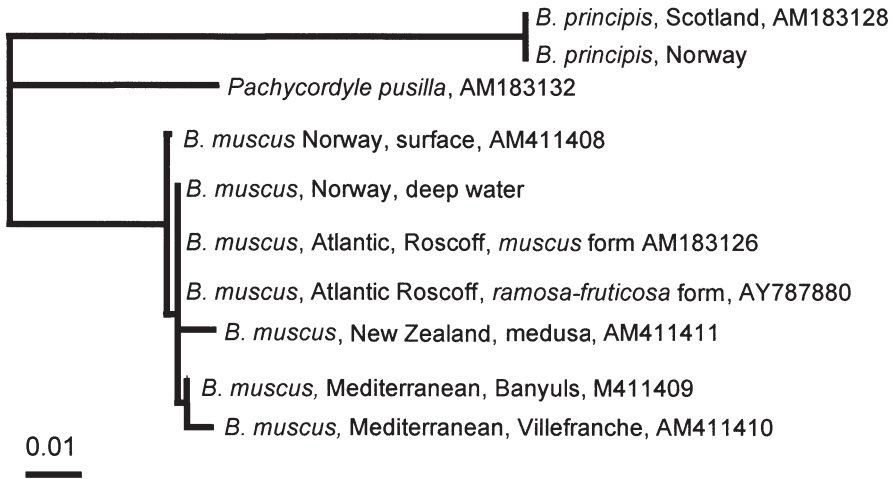 B. principis, Scotland, AM183128
B. principis, Norway
Pachycordyle pusilla, AM183132
B. muscus Norway, surface, AM411408
B. muscus, Norway, deep water
B. muscus, Atlantic, Roscoff, muscus form AM183126
B. muscus, Atlantic Roscoff, ramosa-fruticosa form, AY787880
B. muscus, New Zealand, medusa, AM411411
B. muscus, Mediterranean, Banyuls, M411409
B. muscus, Mediterranean, Villefranche, AM411410
0.01